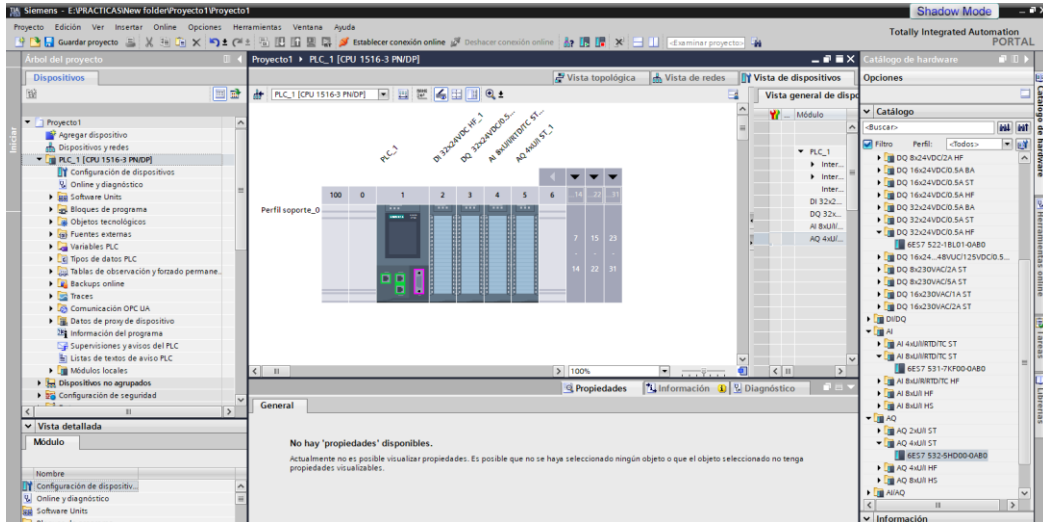 Siemens - E:\PRACTICAS\New folder\Proyecto1\Proyecto1
Shadow Mode
Proyecto Edición Ver Insertar Online Opciones Herramientas Ventana Ayuda
Totally Integrated Automation
PORTAL
Guardar proyecto
Establecer conexión online
Deshacer conexión online
<Examinar proyecto>
Árbol del proyecto
Proyecto1 PLC_1 [CPU 1516-3 PN/DP]
Catálogo de hardware
Dispositivos
Vista topológica
Vista de redes
Vista de dispositivos
Opciones
PLC_1 [CPU 1516-3 PN/DP]
Vista general de dispo
Iniciar
Proyecto1
Agregar dispositivo
Dispositivos y redes
PLC_1 [CPU 1516-3 PN/DP]
Configuración de dispositivos
Online y diagnóstico
Software Units
Bloques de programa
Objetos tecnológicos
Fuentes externas
Variables PLC
Tipos de datos PLC
Tablas de observación y forzado permane..
Backups online
Traces
Comunicación OPC UA
Datos de proxy de dispositivo
Información del programa
Supervisiones y avisos del PLC
Listas de textos de aviso PLC
Módulos locales
Dispositivos no agrupados
Configuración de seguridad
Vista detallada
Módulo
Nombre
Configuración de dispositiv...
Online y diagnóstico
Software Units
PLC_1
DI 32x24VDC HF_1
DQ 32x24VDC/0.5...
AI 8xU/I/RTD/TC ST...
AQ 4xU/I ST_1
100 0 1 2 3 4 5 6 ...14 ...22 ...31
Perfil soporte_0
7 15 23
- - -
14 22 31
100%
... Módulo
PLC_1
Inter...
Inter...
Inter...
DI 32x2...
DQ 32x...
AI 8xU/I/...
AQ 4xU/...
Propiedades
Información
Diagnóstico
General
No hay 'propiedades' disponibles.
Actualmente no es posible visualizar propiedades. Es posible que no se haya seleccionado ningún objeto o que el objeto seleccionado no tenga
propiedades visualizables.
Catálogo
<Buscar>
Filtro Perfil: <Todos>
DQ 8x24VDC/2A HF
DQ 16x24VDC/0.5A BA
DQ 16x24VDC/0.5A ST
DQ 16x24VDC/0.5A HF
DQ 32x24VDC/0.5A BA
DQ 32x24VDC/0.5A ST
DQ 32x24VDC/0.5A HF
6ES7 522-1BL01-0AB0
DQ 16x24...48VUC/125VDC/0.5...
DQ 8x230VAC/2A ST
DQ 8x230VAC/5A ST
DQ 16x230VAC/1A ST
DQ 16x230VAC/2A ST
DI/DQ
AI
AI 4xU/I/RTD/TC ST
AI 8xU/I/RTD/TC ST
6ES7 531-7KF00-0AB0
AI 8xU/I/RTD/TC HF
AI 8xU/I HF
AI 8xU/I HS
AQ
AQ 2xU/I ST
AQ 4xU/I ST
6ES7 532-5HD00-0AB0
AQ 4xU/I HF
AQ 8xU/I HS
AI/AQ
Información
Catálogo de hardware
Herramientas online
Tareas
Librerías